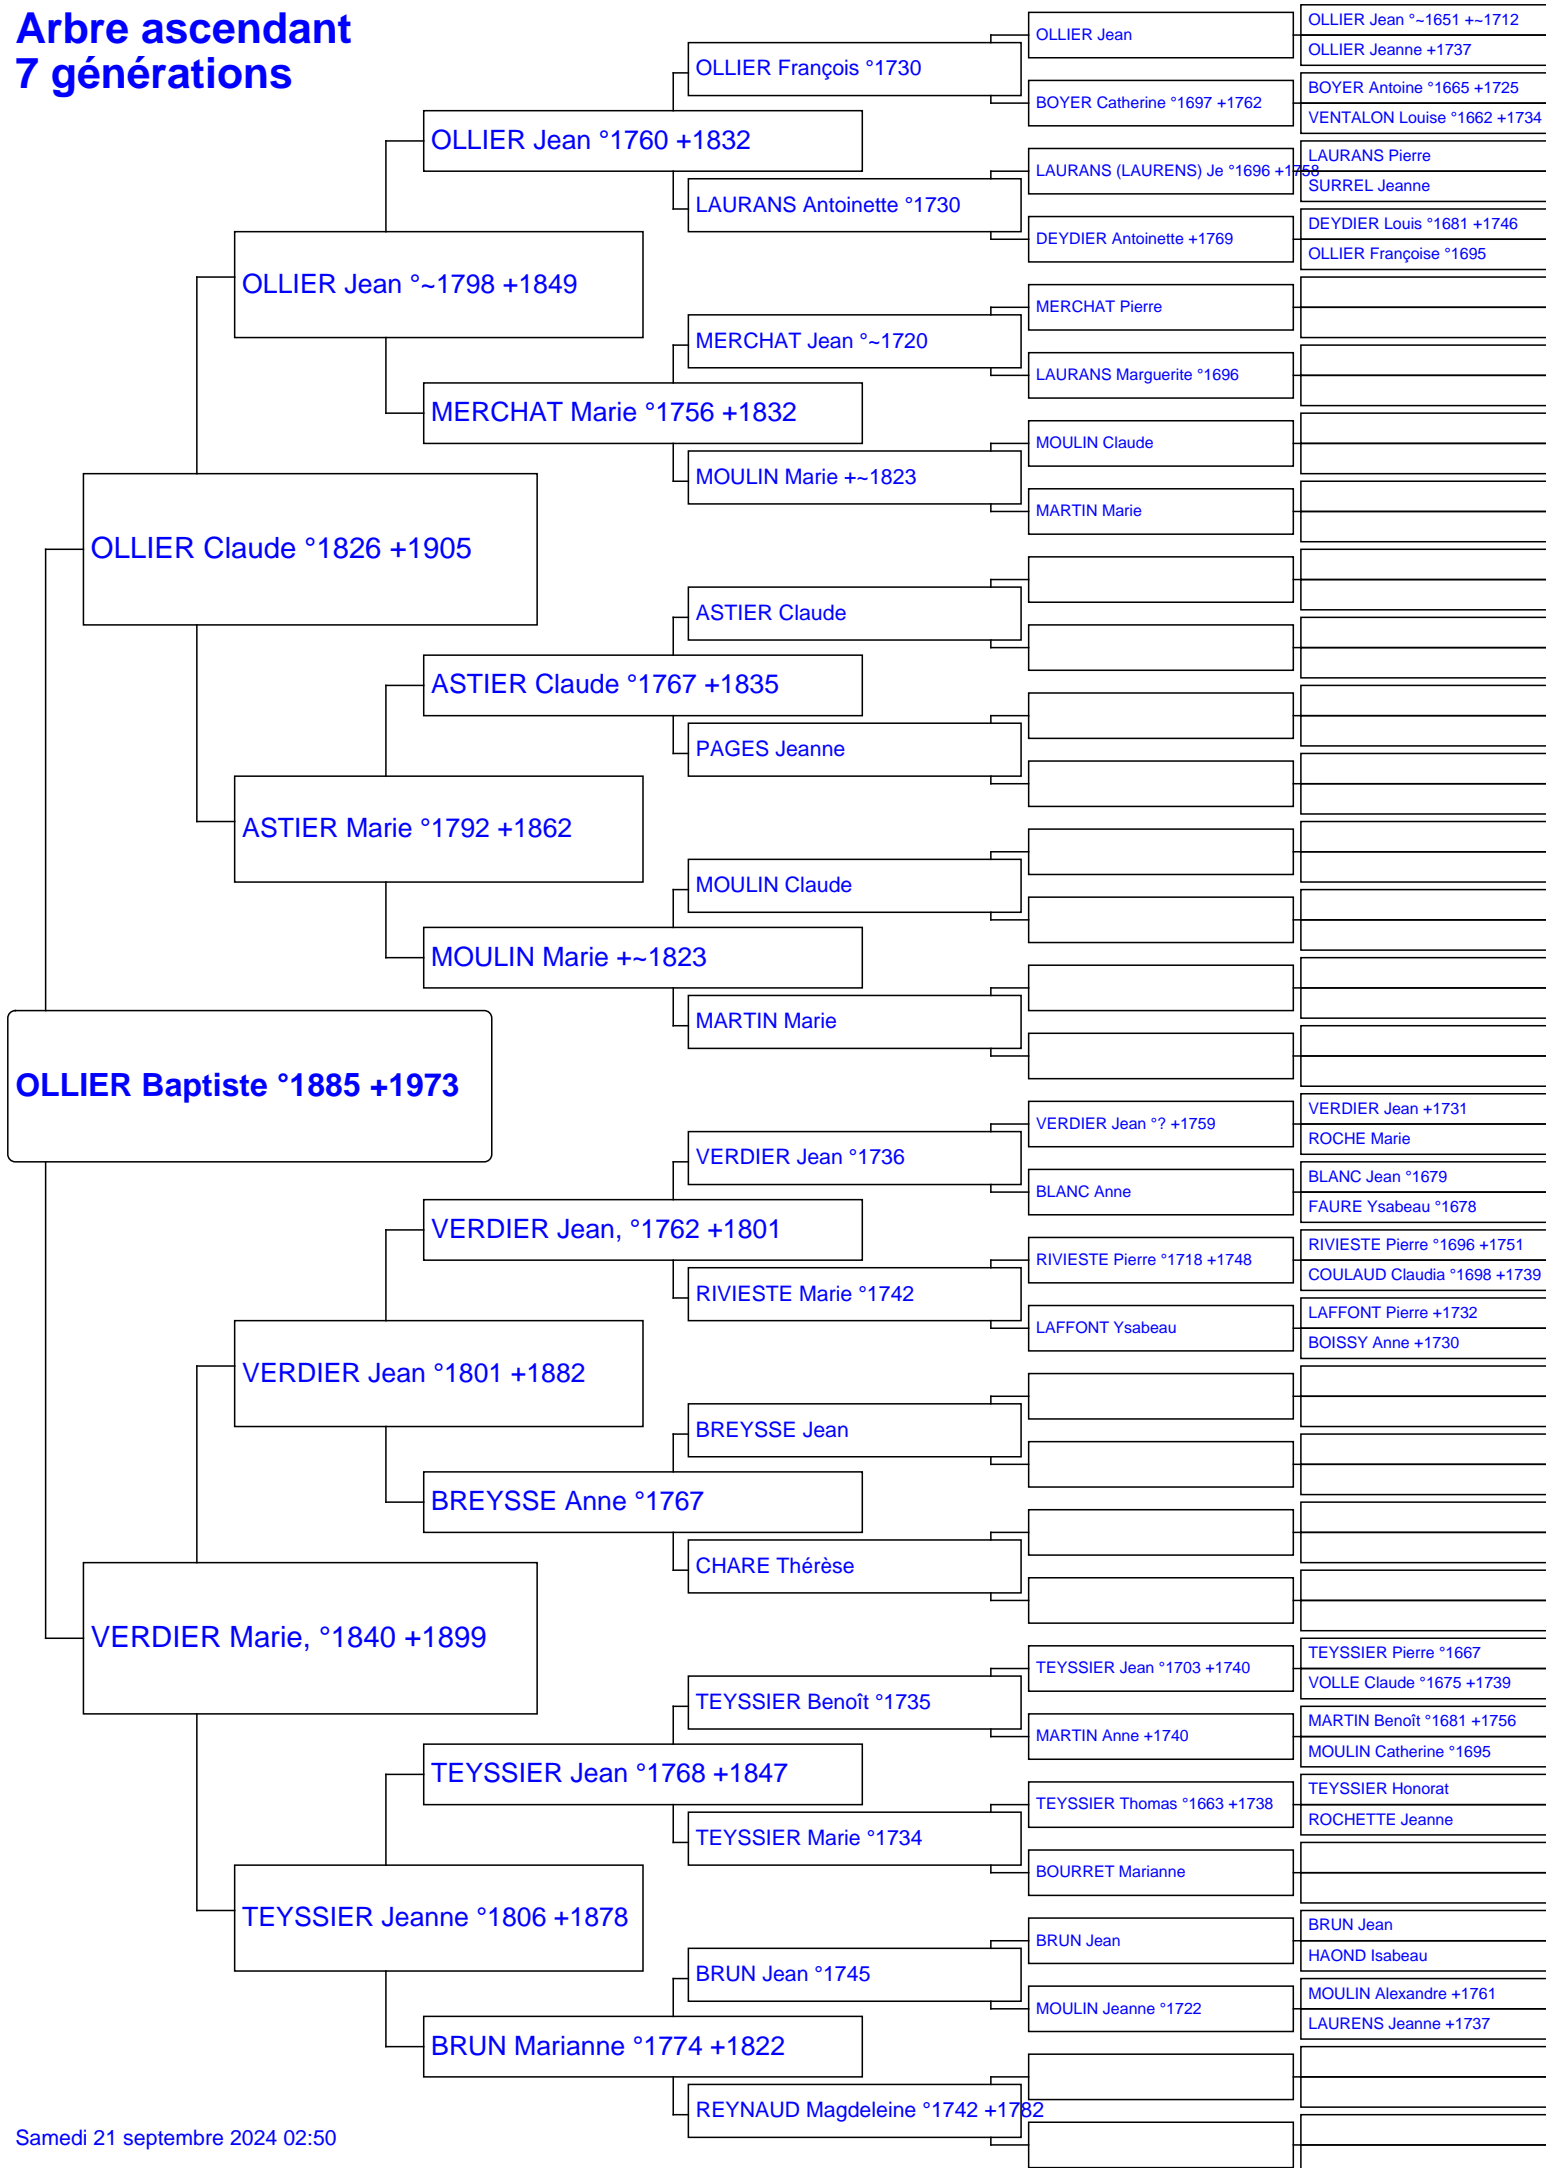 Arbre ascendant
7 générations
OLLIER Baptiste °1885 +1973
OLLIER Claude °1826 +1905
VERDIER Marie, °1840 +1899
OLLIER Jean °~1798 +1849
ASTIER Marie °1792 +1862
VERDIER Jean °1801 +1882
TEYSSIER Jeanne °1806 +1878
OLLIER Jean °1760 +1832
MERCHAT Marie °1756 +1832
ASTIER Claude °1767 +1835
MOULIN Marie +~1823
VERDIER Jean, °1762 +1801
BREYSSE Anne °1767
TEYSSIER Jean °1768 +1847
BRUN Marianne °1774 +1822
OLLIER François °1730
LAURANS Antoinette °1730
MERCHAT Jean °~1720
MOULIN Marie +~1823
ASTIER Claude
PAGES Jeanne
MOULIN Claude
MARTIN Marie
VERDIER Jean °1736
RIVIESTE Marie °1742
BREYSSE Jean
CHARE Thérèse
TEYSSIER Benoît °1735
TEYSSIER Marie °1734
BRUN Jean °1745
REYNAUD Magdeleine °1742 +1782
OLLIER Jean
BOYER Catherine °1697 +1762
LAURANS (LAURENS) Je °1696 +1758
DEYDIER Antoinette +1769
MERCHAT Pierre
LAURANS Marguerite °1696
MOULIN Claude
MARTIN Marie
VERDIER Jean °? +1759
BLANC Anne
RIVIESTE Pierre °1718 +1748
LAFFONT Ysabeau
TEYSSIER Jean °1703 +1740
MARTIN Anne +1740
TEYSSIER Thomas °1663 +1738
BOURRET Marianne
BRUN Jean
MOULIN Jeanne °1722
OLLIER Jean °~1651 +~1712
OLLIER Jeanne +1737
BOYER Antoine °1665 +1725
VENTALON Louise °1662 +1734
LAURANS Pierre
SURREL Jeanne
DEYDIER Louis °1681 +1746
OLLIER Françoise °1695
VERDIER Jean +1731
ROCHE Marie
BLANC Jean °1679
FAURE Ysabeau °1678
RIVIESTE Pierre °1696 +1751
COULAUD Claudia °1698 +1739
LAFFONT Pierre +1732
BOISSY Anne +1730
TEYSSIER Pierre °1667
VOLLE Claude °1675 +1739
MARTIN Benoît °1681 +1756
MOULIN Catherine °1695
TEYSSIER Honorat
ROCHETTE Jeanne
BRUN Jean
HAOND Isabeau
MOULIN Alexandre +1761
LAURENS Jeanne +1737
Samedi 21 septembre 2024 02:50